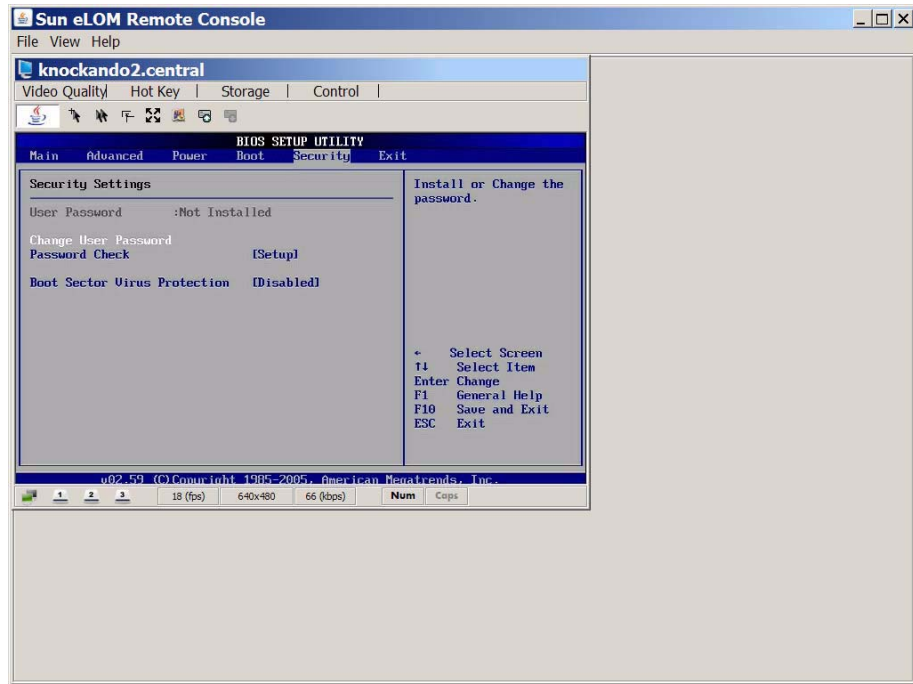 Sun eLOM Remote Console
File View Help
knockando2.central
Video Quality Hot Key | Storage | Control |
BIOS SETUP UTILITY
Main Advanced Power Boot Security Exit
Security Settings
User Password :Not Installed
Change User Password
Password Check [Setup]
Boot Sector Virus Protection [Disabled]
Install or Change the
password.
← Select Screen
↑↓ Select Item
Enter Change
F1 General Help
F10 Save and Exit
ESC Exit
v02.59 (C)Copyright 1985-2005, American Megatrends, Inc.
1 2 3 18 (fps) 640x480 66 (kbps) Num Caps